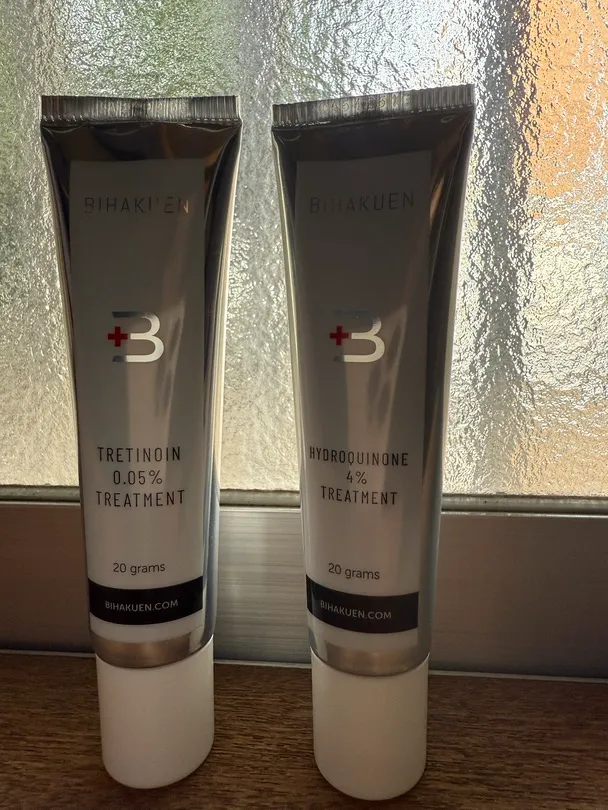 BIHAKUEN
+B
TRETINOIN
0.05%
TREATMENT
20 grams
BIHAKUEN.COM
BIHAKUEN
+B
HYDROQUINONE
4%
TREATMENT
20 grams
BIHAKUEN.COM